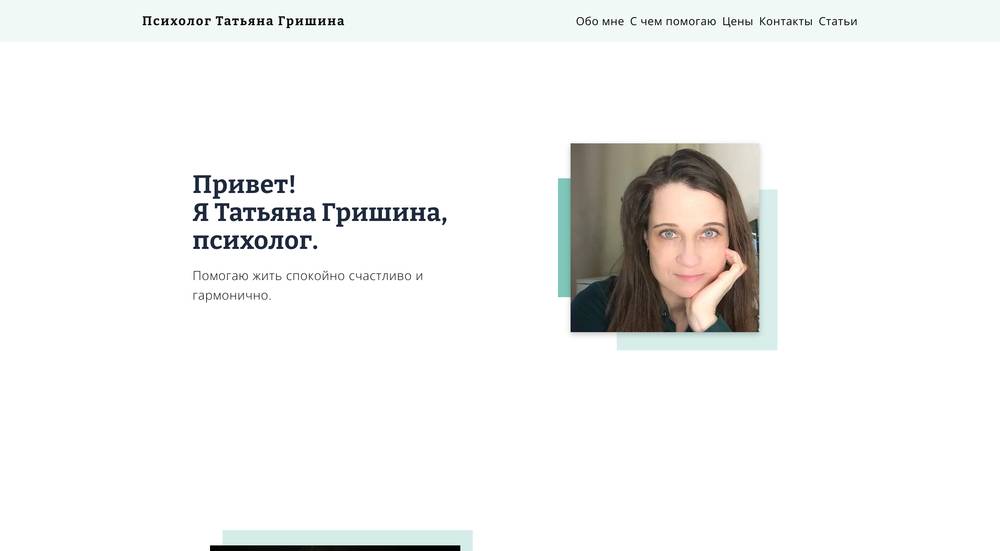 Психолог Татьяна Гришина
Обо мне С чем помогаю Цены Контакты Статьи
Привет!
Я Татьяна Гришина,
психолог.
Помогаю жить спокойно счастливо и
гармонично.